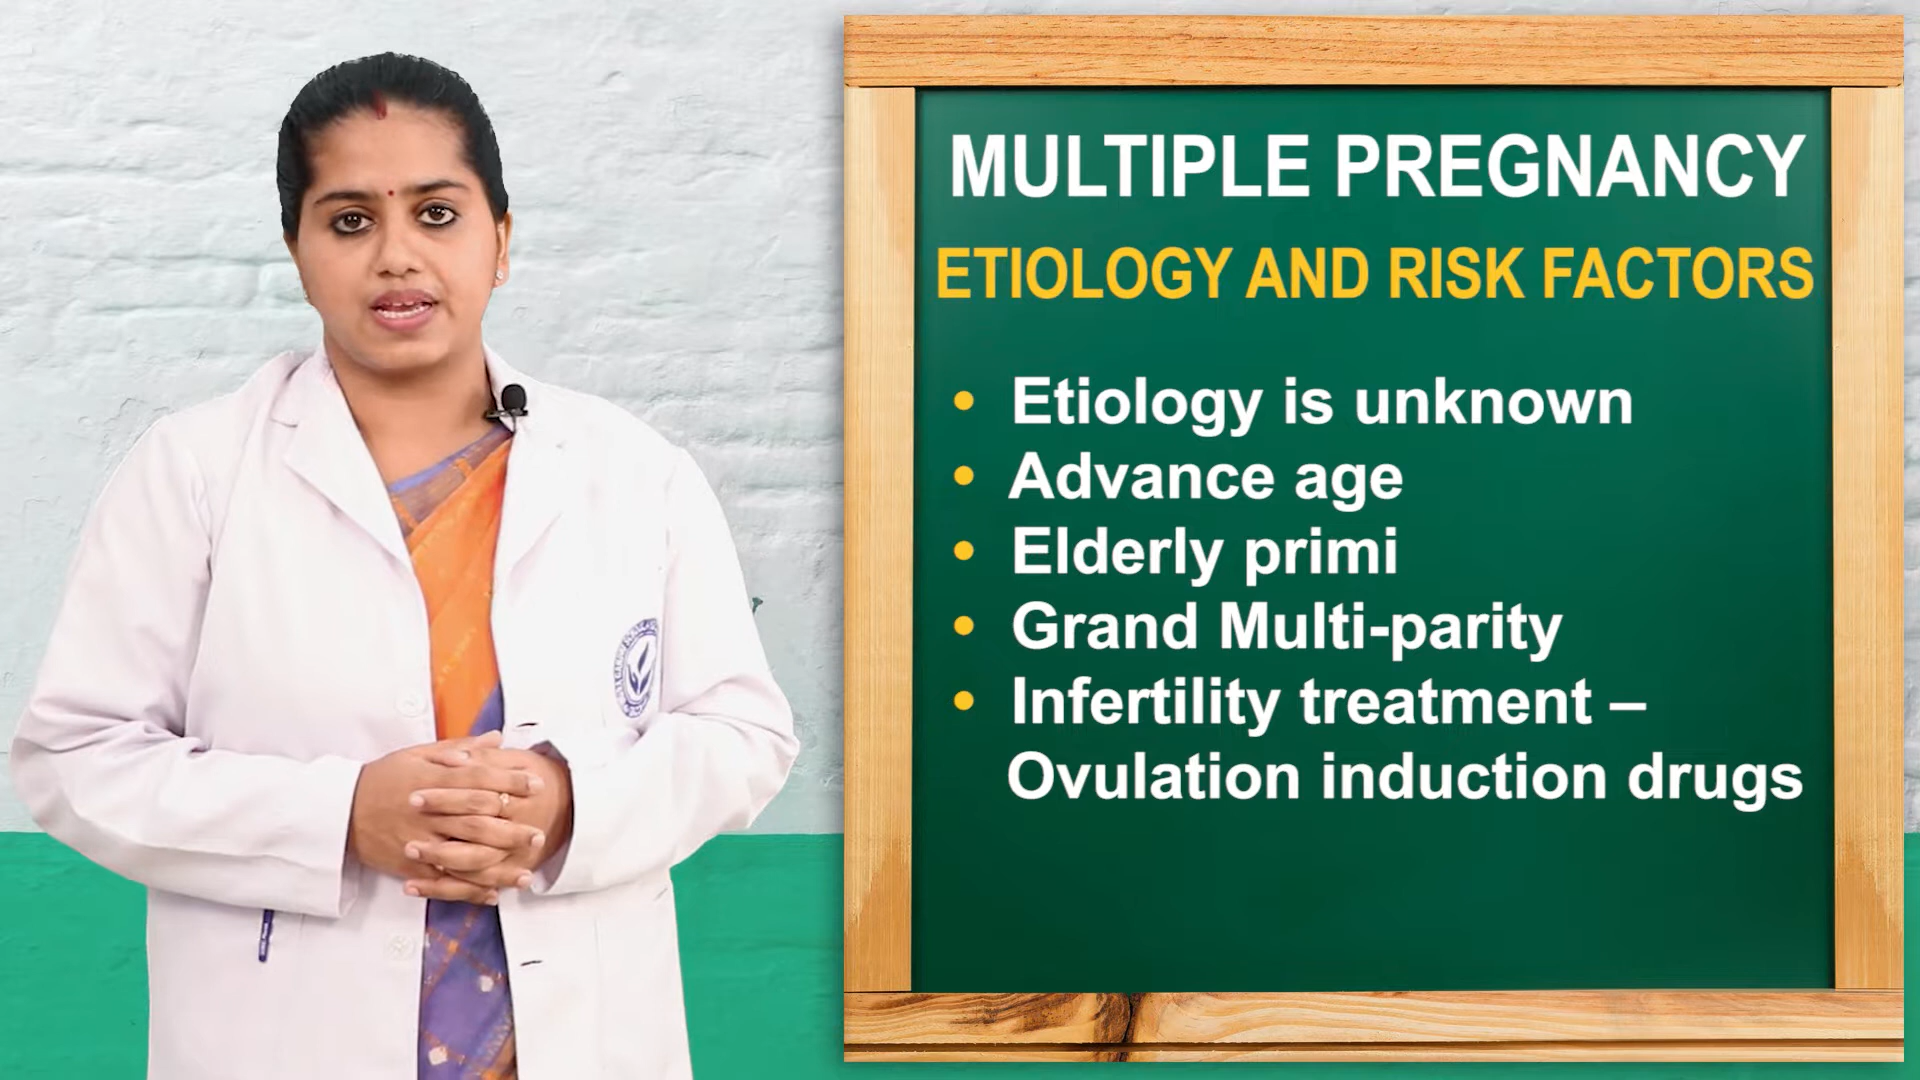 MULTIPLE PREGNANCY
ETIOLOGY AND RISK FACTORS
• Etiology is unknown
• Advance age
• Elderly primi
• Grand Multi-parity
• Infertility treatment –
Ovulation induction drugs